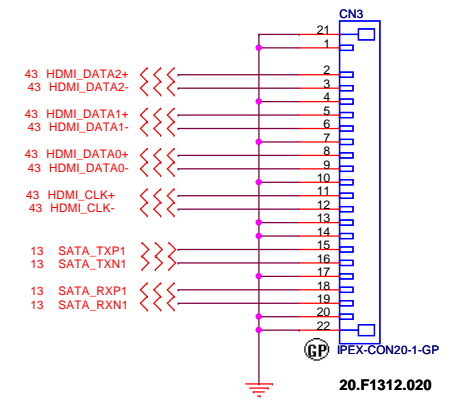 CN3
21
1
43 HDMI_DATA2+ 2
43 HDMI_DATA2- 3
4
43 HDMI_DATA1+ 5
43 HDMI_DATA1- 6
7
43 HDMI_DATA0+ 8
43 HDMI_DATA0- 9
10
43 HDMI_CLK+ 11
43 HDMI_CLK- 12
13
14
13 SATA_TXP1 15
13 SATA_TXN1 16
17
13 SATA_RXP1 18
13 SATA_RXN1 19
20
22
GP IPEX-CON20-1-GP
20.F1312.020